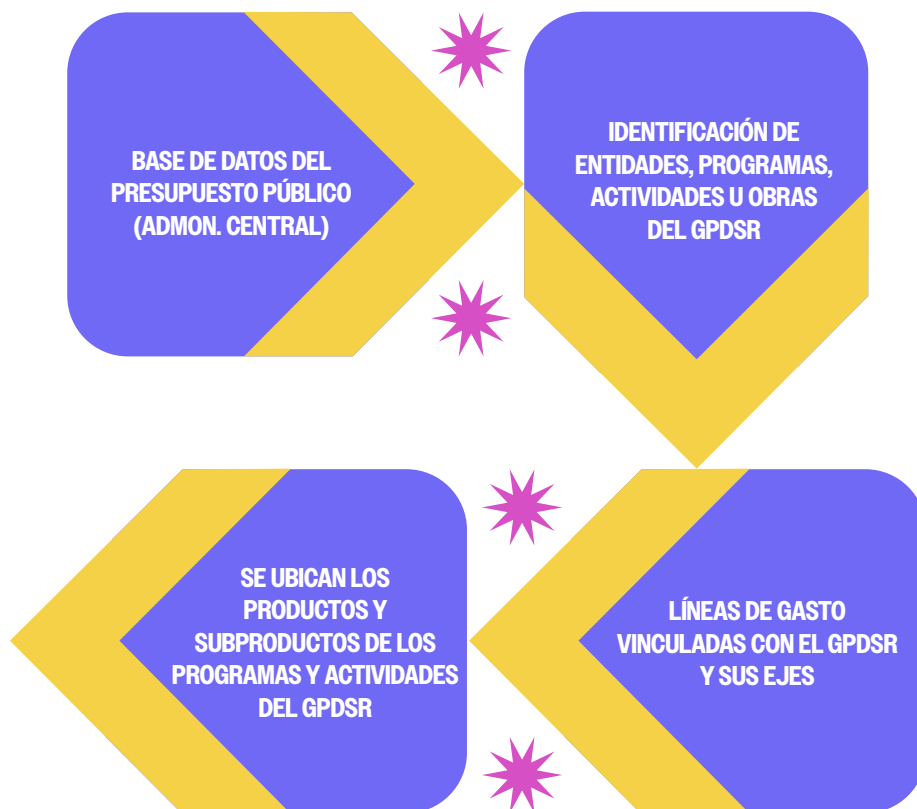 BASE DE DATOS DEL
PRESUPUESTO PÚBLICO
(ADMON. CENTRAL)
IDENTIFICACIÓN DE
ENTIDADES, PROGRAMAS,
ACTIVIDADES U OBRAS
DEL GPDSR
LÍNEAS DE GASTO
VINCULADAS CON EL GPDSR
Y SUS EJES
SE UBICAN LOS
PRODUCTOS Y
SUBPRODUCTOS DE LOS
PROGRAMAS Y ACTIVIDADES
DEL GPDSR